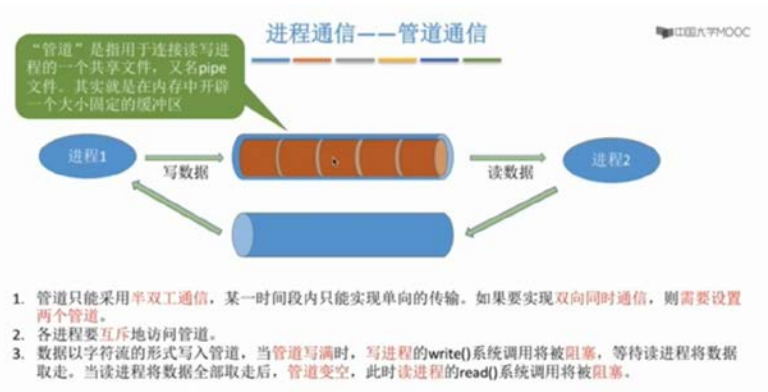 进程通信——管道通信
中国大学MOOC
“管道”是指用于连接读写进
程的一个共享文件，又名pipe
文件。其实就是在内存中开辟
一个大小固定的缓冲区
进程1
写数据
读数据
进程2
1. 管道只能采用半双工通信，某一时间段内只能实现单向的传输。如果要实现双向同时通信，则需要设置
两个管道。
2. 各进程要互斥地访问管道。
3. 数据以字符流的形式写入管道，当管道写满时，写进程的write()系统调用将被阻塞，等待读进程将数据
取走。当读进程将数据全部取走后，管道变空，此时读进程的read()系统调用将被阻塞。